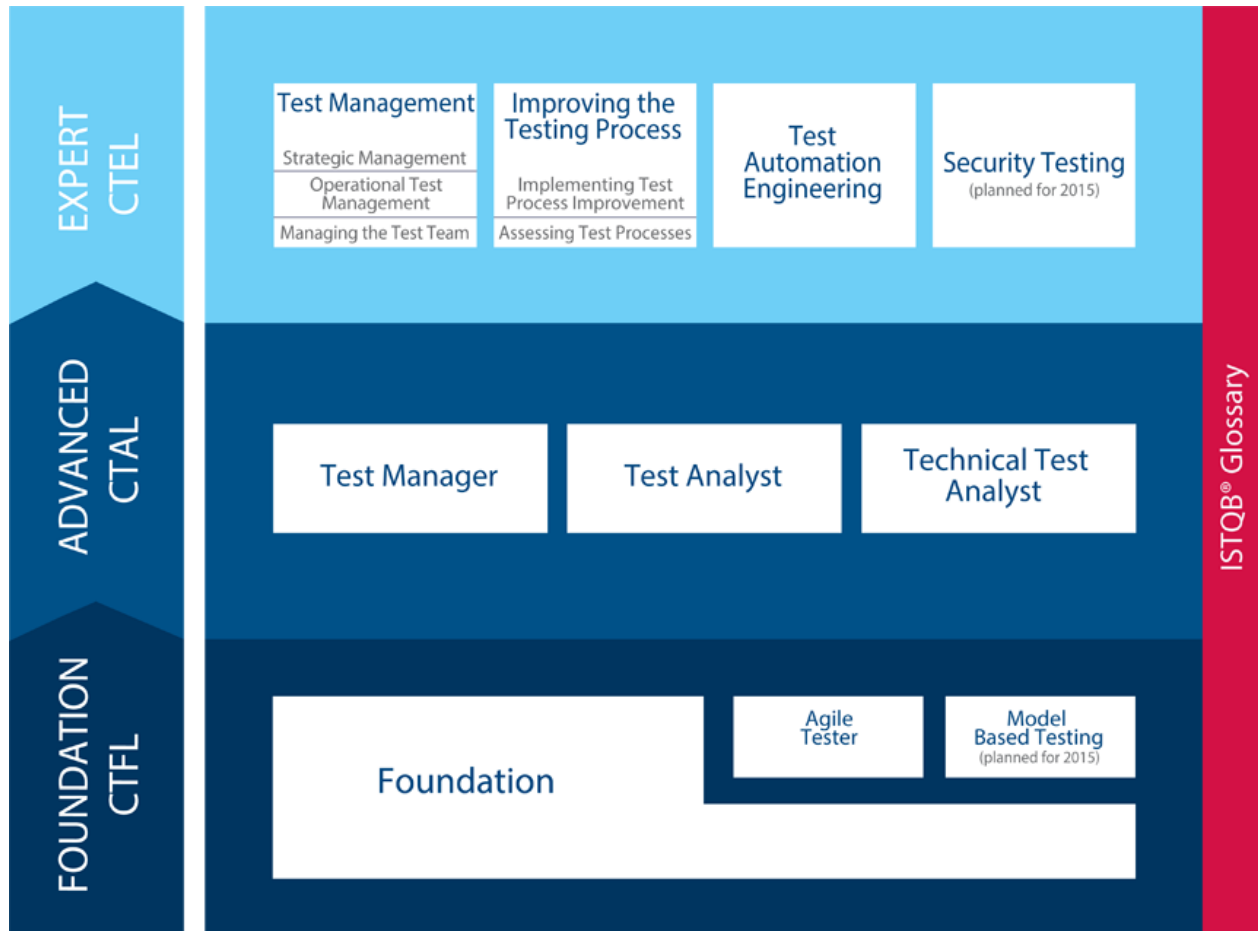 EXPERT
CTEL
Test Management
Strategic Management
Operational Test
Management
Managing the Test Team
Improving the
Testing Process
Implementing Test
Process Improvement
Assessing Test Processes
Test
Automation
Engineering
Security Testing
(planned for 2015)
ADVANCED
CTAL
Test Manager
Test Analyst
Technical Test
Analyst
FOUNDATION
CTFL
Foundation
Agile
Tester
Model
Based Testing
(planned for 2015)
ISTQB® Glossary